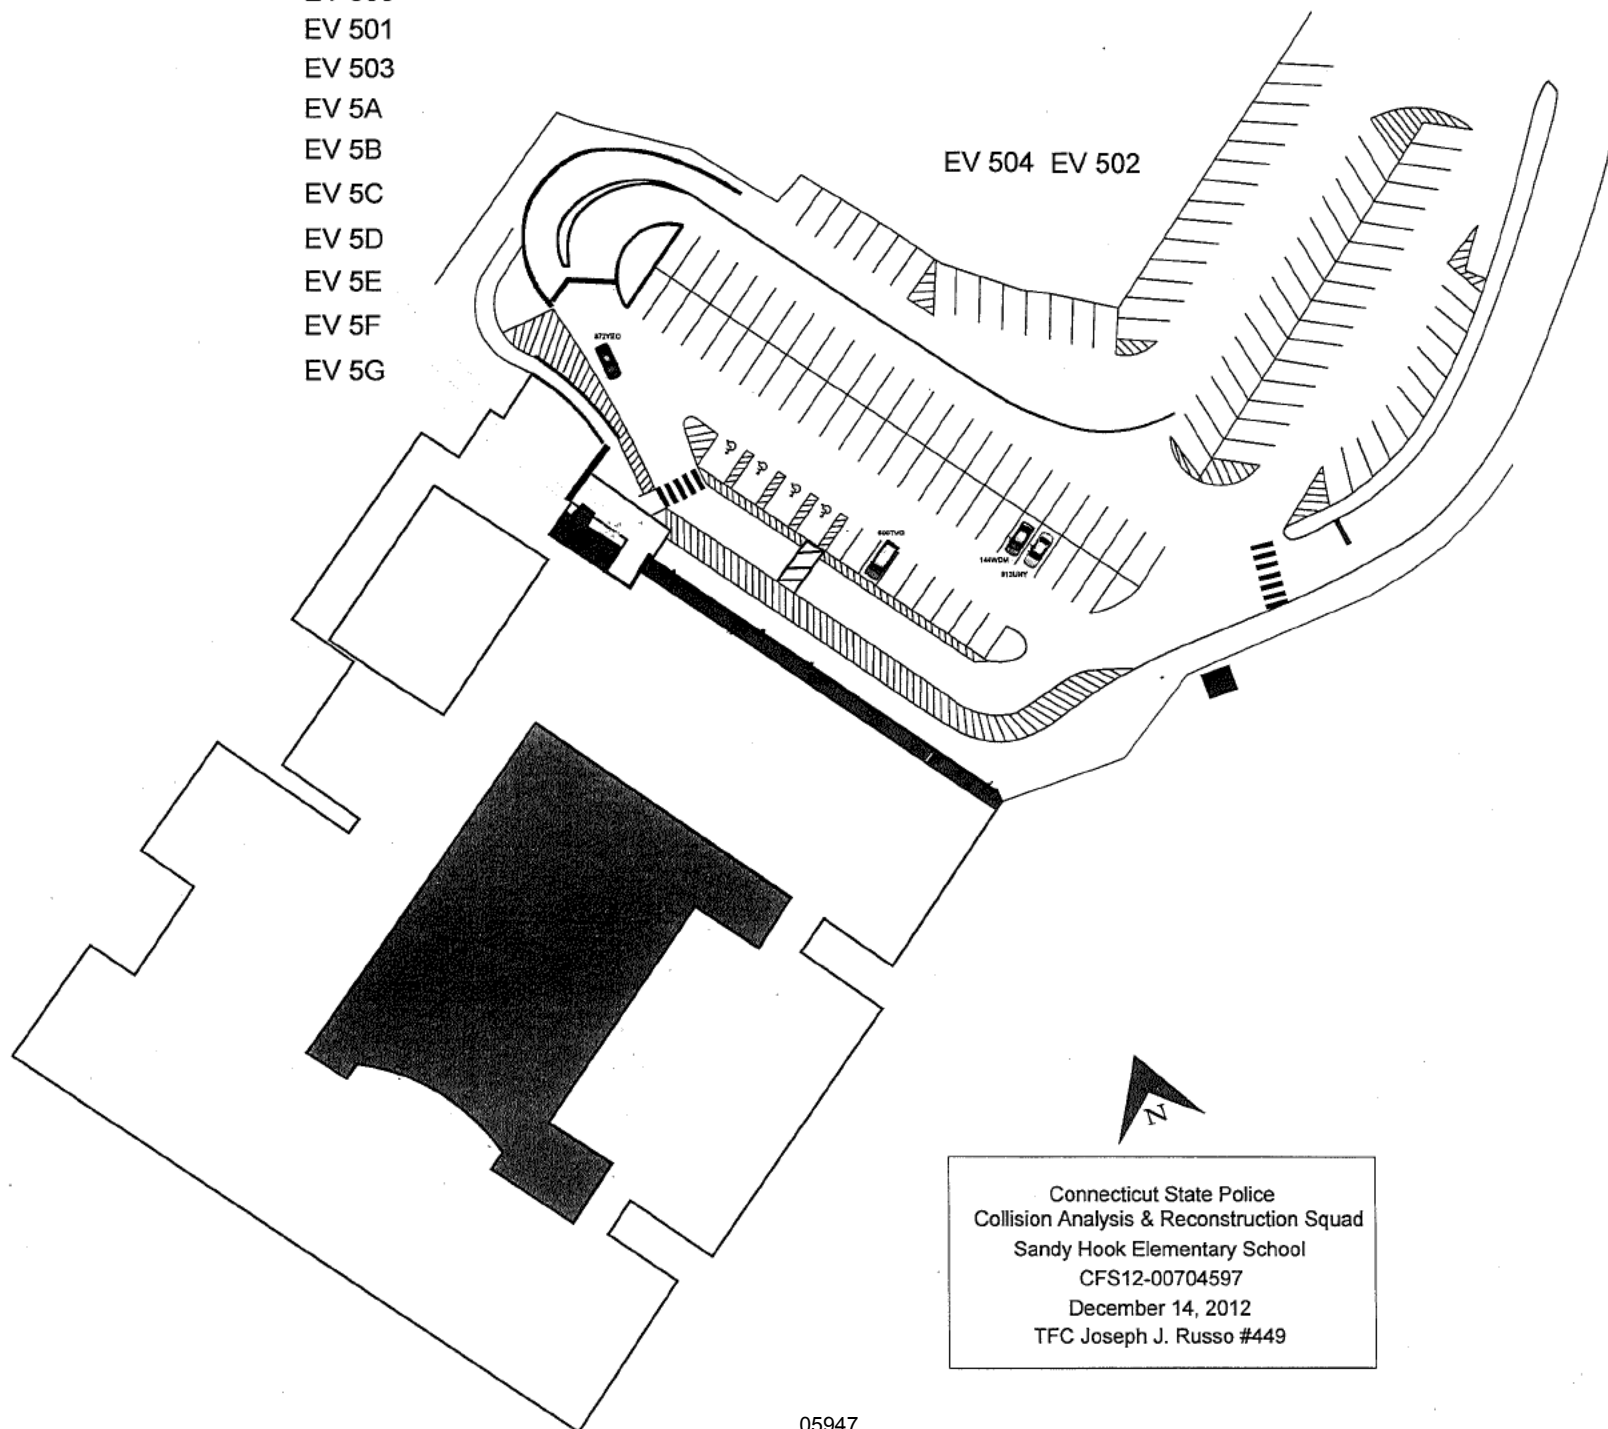 EV 501
EV 503
EV 5A
EV 5B
EV 5C
EV 5D
EV 5E
EV 5F
EV 5G
EV 504 EV 502
872YEO
144WDM
N
Connecticut State Police
Collision Analysis & Reconstruction Squad
Sandy Hook Elementary School
CFS12-00704597
December 14, 2012
TFC Joseph J. Russo #449
05947